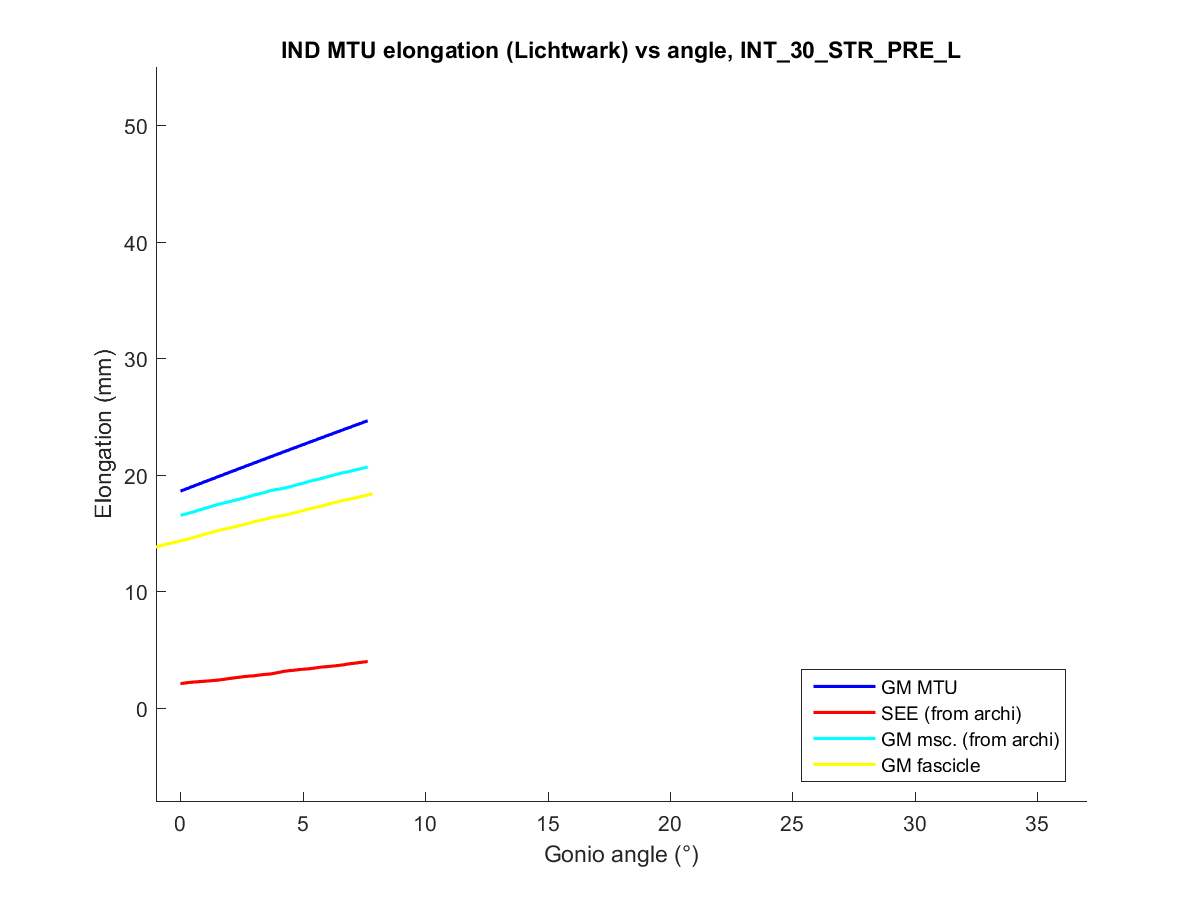 IND MTU elongation (Lichtwark) vs angle, INT_30_STR_PRE_L
50
40
30
20
10
0
Elongation (mm)
GM MTU
SEE (from archi)
GM msc. (from archi)
GM fascicle
0 5 10 15 20 25 30 35
Gonio angle (°)